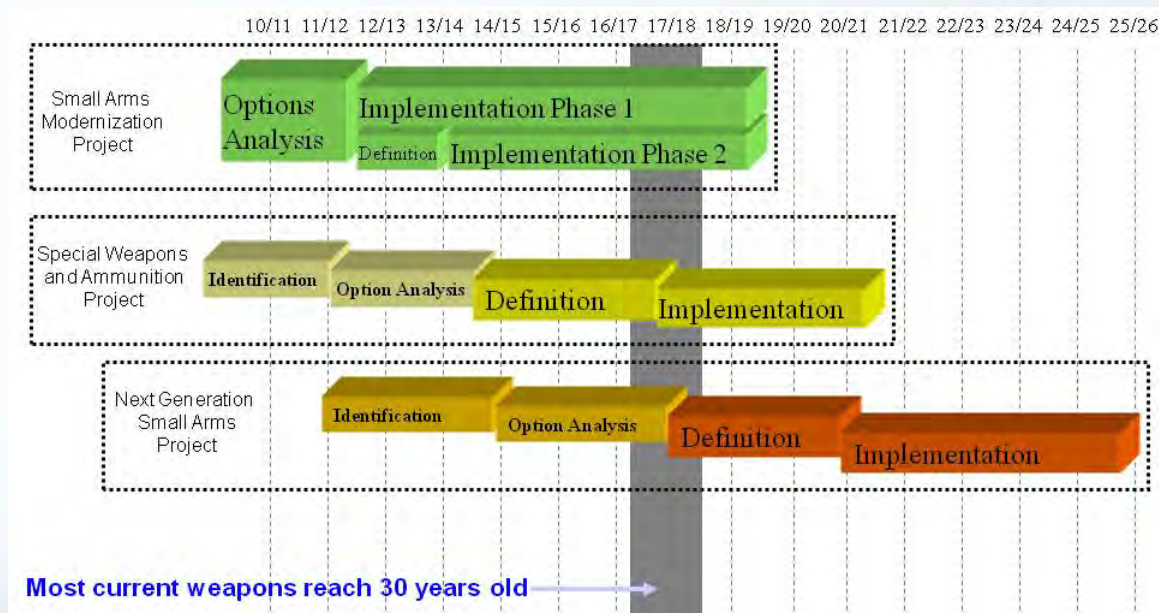 10/11 11/12 12/13 13/14 14/15 15/16 16/17 17/18 18/19 19/20 20/21 21/22 22/23 23/24 24/25 25/26
Small Arms
Modernization
Project
Options
Analysis
Implementation Phase 1
Definition
Implementation Phase 2
Special Weapons
and Ammunition
Project
Identification
Option Analysis
Definition
Implementation
Next Generation
Small Arms
Project
Identification
Option Analysis
Definition
Implementation
Most current weapons reach 30 years old